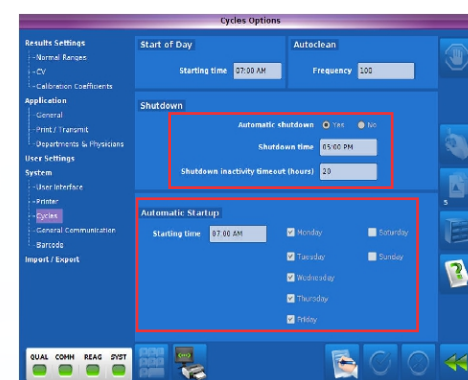 Cycles Options
Results Settings
Normal Ranges
CV
Calibration Coefficients
Application
General
Print / Transmit
Departments & Physicians
User Settings
System
User Interface
Printer
Cycles
General Communication
Barcode
Import / Export
Start of Day
Starting time 07:00 AM
Autoclean
Frequency 100
Shutdown
Automatic shutdown Yes No
Shutdown time 05:00 PM
Shutdown inactivity timeout (hours) 20
Automatic Startup
Starting time 07:00 AM
Monday Saturday
Tuesday Sunday
Wednesday
Thursday
Friday
5
QUAL COMM REAG SYST